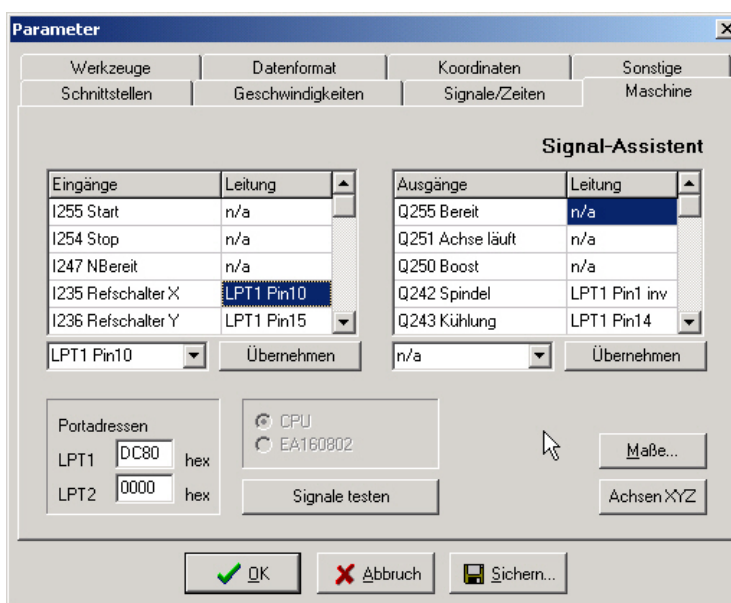 Parameter
Werkzeuge Datenformat Koordinaten Sonstige
Schnittstellen Geschwindigkeiten Signale/Zeiten Maschine
Signal-Assistent
Eingänge Leitung
I255 Start n/a
I254 Stop n/a
I247 NBereit n/a
I235 Refschalter X LPT1 Pin10
I236 Refschalter Y LPT1 Pin15
LPT1 Pin10 Übernehmen
Ausgänge Leitung
Q255 Bereit n/a
Q251 Achse läuft n/a
Q250 Boost n/a
Q242 Spindel LPT1 Pin1 inv
Q243 Kühlung LPT1 Pin14
n/a Übernehmen
Portadressen
LPT1 DC80 hex
LPT2 0000 hex
CPU
EA160802
Signale testen
Maße...
Achsen XYZ
OK Abbruch Sichern...